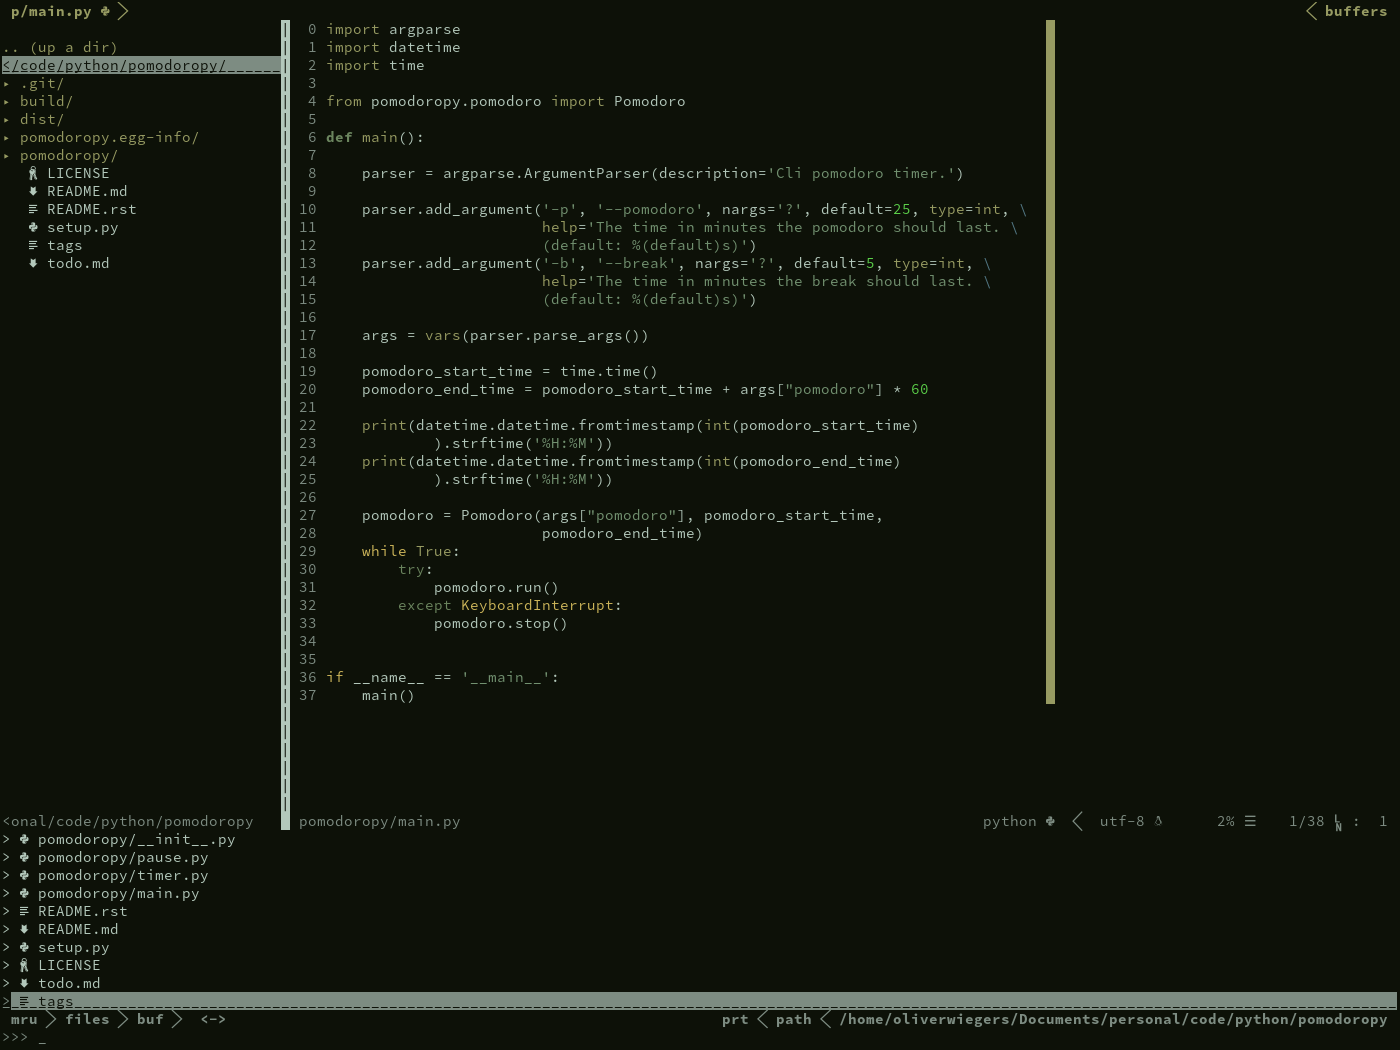 p/main.py
buffers
.. (up a dir)
</code/python/pomodoropy/
▸ .git/
▸ build/
▸ dist/
▸ pomodoropy.egg-info/
▸ pomodoropy/
LICENSE
README.md
README.rst
setup.py
tags
todo.md
0 import argparse
1 import datetime
2 import time
3
4 from pomodoropy.pomodoro import Pomodoro
5
6 def main():
7
8     parser = argparse.ArgumentParser(description='Cli pomodoro timer.')
9
10     parser.add_argument('-p', '--pomodoro', nargs='?', default=25, type=int, \
11                         help='The time in minutes the pomodoro should last. \
12                         (default: %(default)s)')
13     parser.add_argument('-b', '--break', nargs='?', default=5, type=int, \
14                         help='The time in minutes the break should last. \
15                         (default: %(default)s)')
16
17     args = vars(parser.parse_args())
18
19     pomodoro_start_time = time.time()
20     pomodoro_end_time = pomodoro_start_time + args["pomodoro"] * 60
21
22     print(datetime.datetime.fromtimestamp(int(pomodoro_start_time)
23             ).strftime('%H:%M'))
24     print(datetime.datetime.fromtimestamp(int(pomodoro_end_time)
25             ).strftime('%H:%M'))
26
27     pomodoro = Pomodoro(args["pomodoro"], pomodoro_start_time,
28                         pomodoro_end_time)
29     while True:
30         try:
31             pomodoro.run()
32         except KeyboardInterrupt:
33             pomodoro.stop()
34
35
36 if __name__ == '__main__':
37     main()
<onal/code/python/pomodoropy
pomodoropy/main.py
python utf-8 2% ☰ 1/38 LN : 1
> pomodoropy/__init__.py
> pomodoropy/pause.py
> pomodoropy/timer.py
> pomodoropy/main.py
> README.rst
> README.md
> setup.py
> LICENSE
> todo.md
> tags
mru files buf <->
prt path /home/oliverwiegers/Documents/personal/code/python/pomodoropy
>>> _